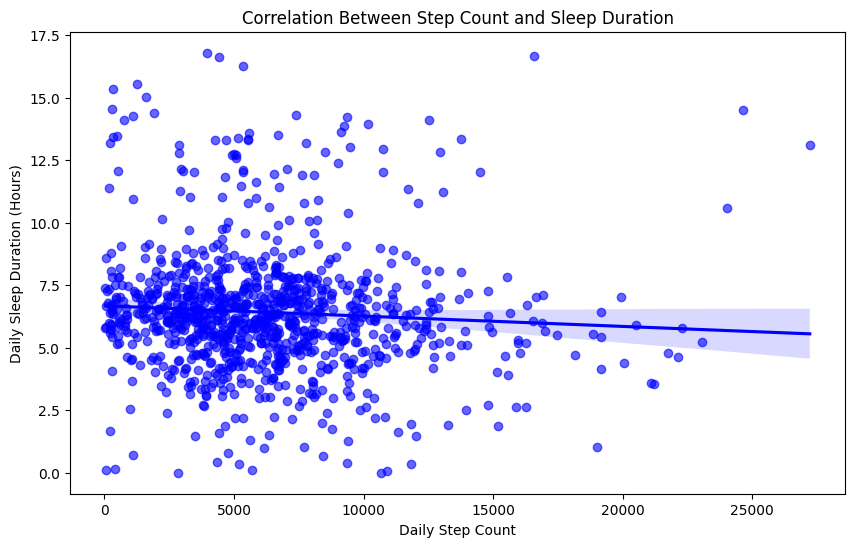 Correlation Between Step Count and Sleep Duration
17.5
15.0
12.5
10.0
7.5
5.0
2.5
0.0
Daily Sleep Duration (Hours)
0 5000 10000 15000 20000 25000
Daily Step Count